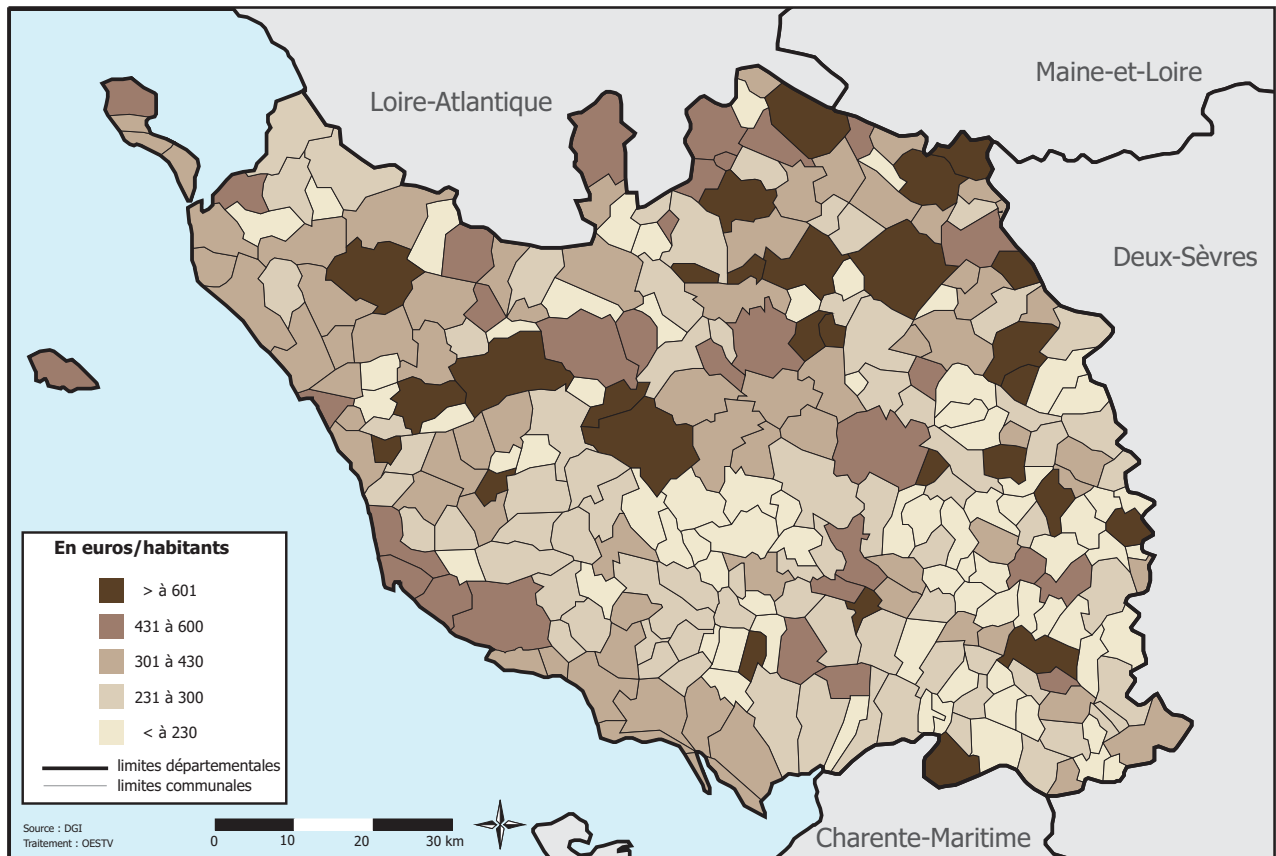 Maine-et-Loire
Loire-Atlantique
Deux-Sèvres
En euros/habitants
> à 601
431 à 600
301 à 430
231 à 300
< à 230
limites départementales
limites communales
Source : DGI
Traitement : OESTV
0 10 20 30 km
Charente-Maritime